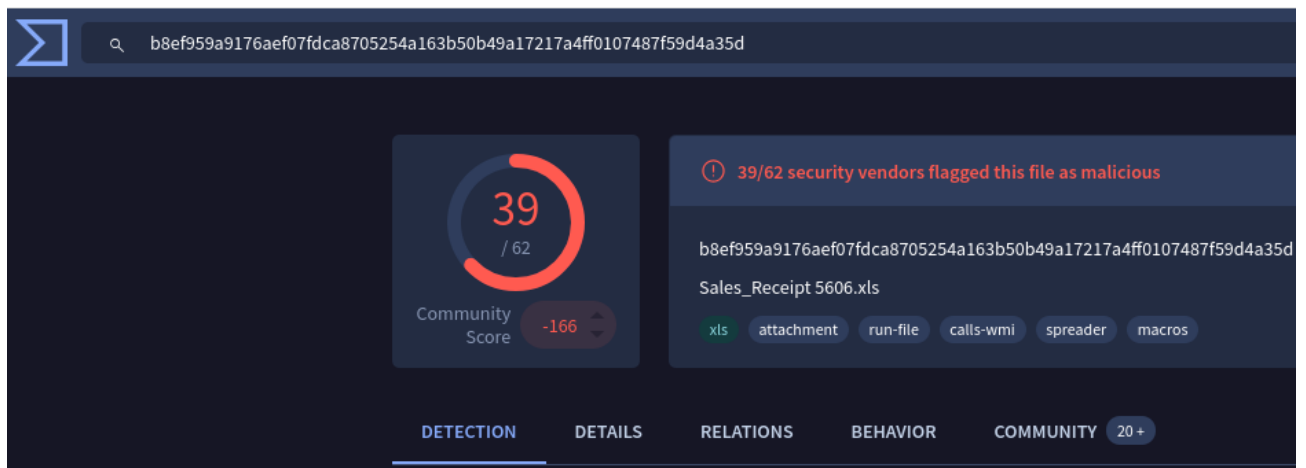 b8ef959a9176aef07fdca8705254a163b50b49a17217a4ff0107487f59d4a35d
39
/ 62
Community
Score
-166
39/62 security vendors flagged this file as malicious
b8ef959a9176aef07fdca8705254a163b50b49a17217a4ff0107487f59d4a35d
Sales_Receipt 5606.xls
xls attachment run-file calls-wmi spreader macros
DETECTION DETAILS RELATIONS BEHAVIOR COMMUNITY 20 +